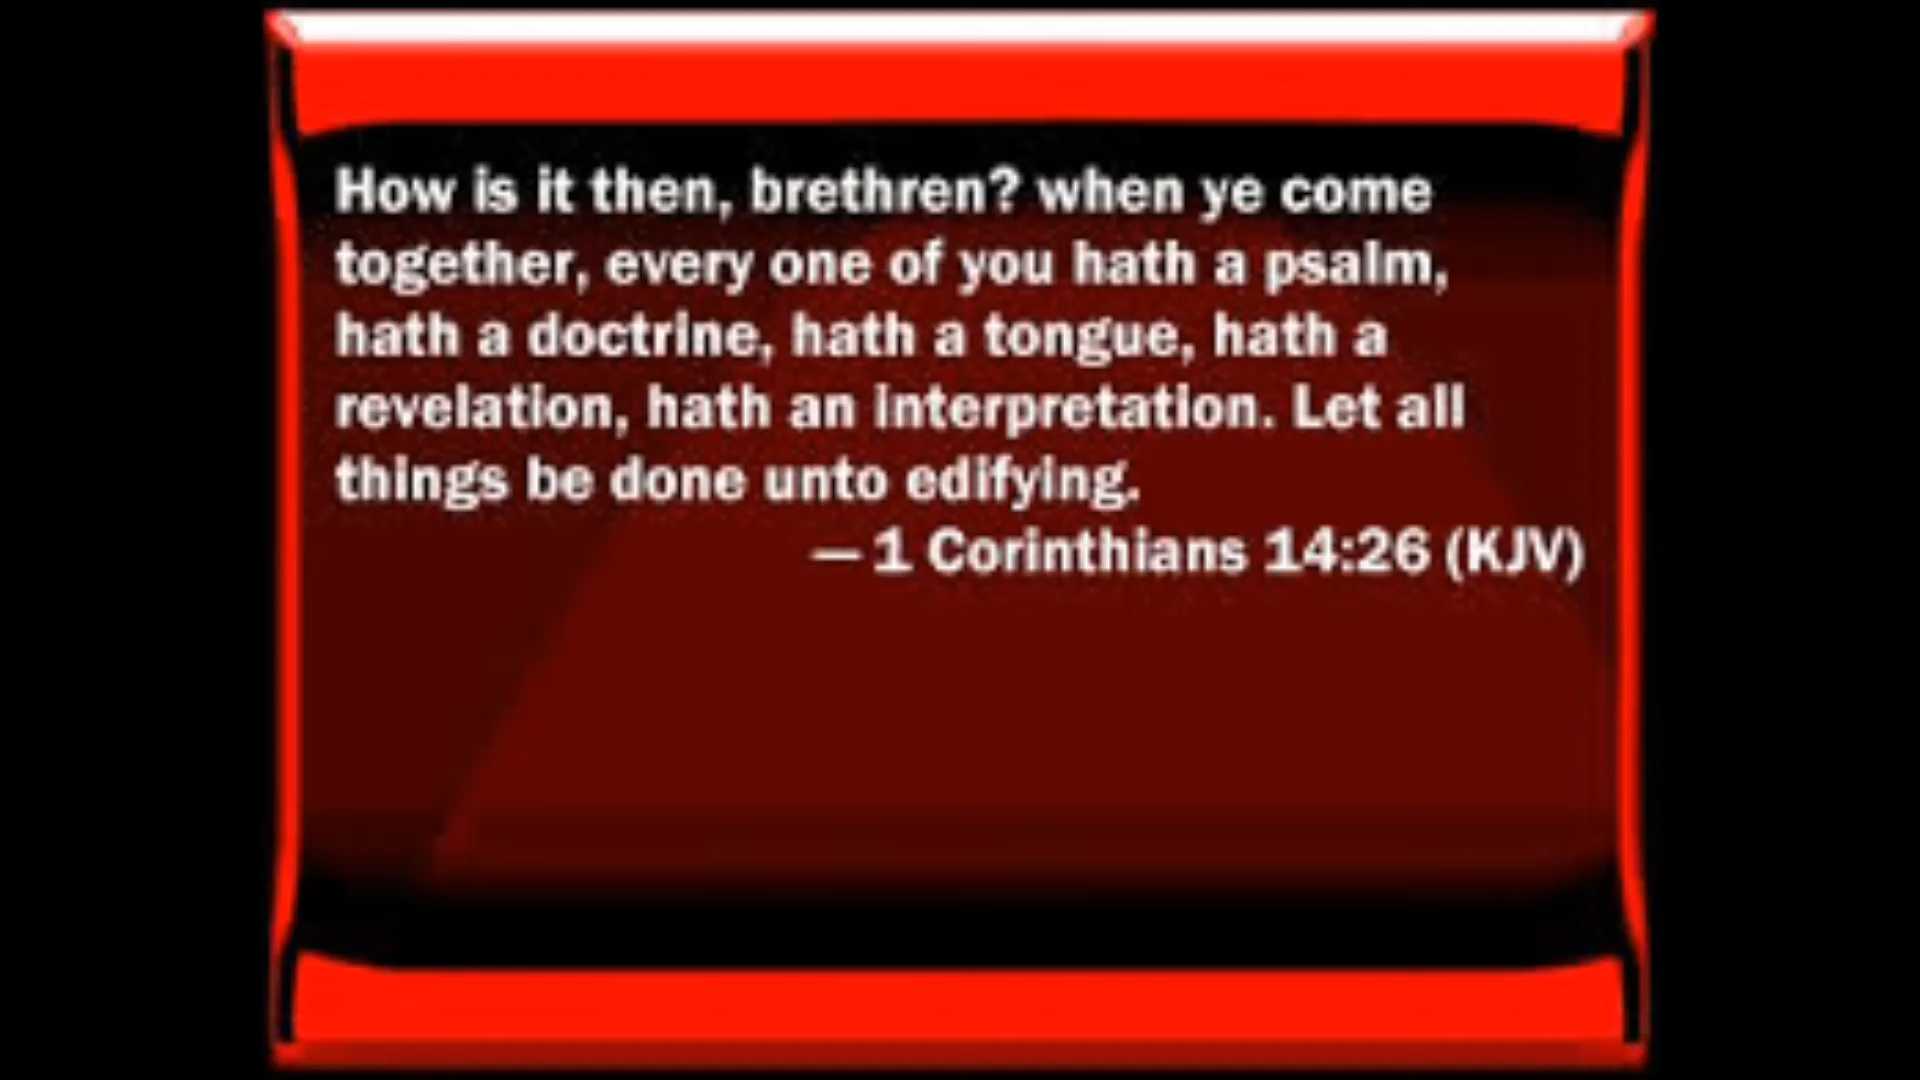 How is it then, brethren? when ye come
together, every one of you hath a psalm,
hath a doctrine, hath a tongue, hath a
revelation, hath an interpretation. Let all
things be done unto edifying.
— 1 Corinthians 14:26 (KJV)